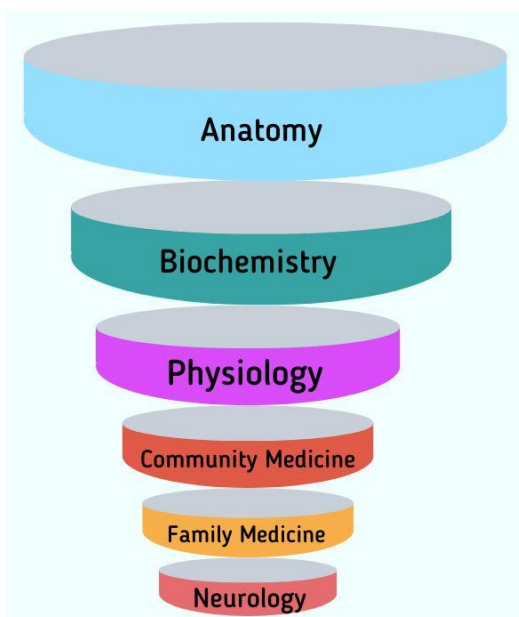 Anatomy
Biochemistry
Physiology
Community Medicine
Family Medicine
Neurology